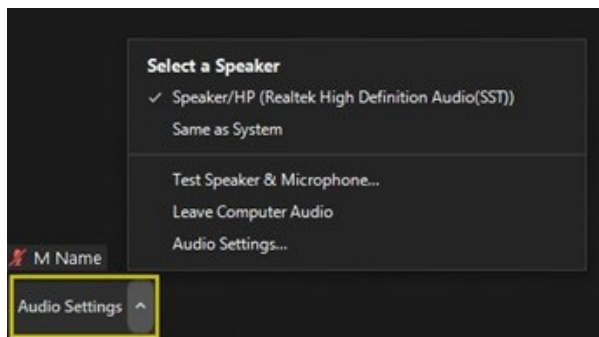 Select a Speaker
Speaker/HP (Realtek High Definition Audio(SST))
Same as System
Test Speaker & Microphone...
Leave Computer Audio
Audio Settings...
M Name
Audio Settings